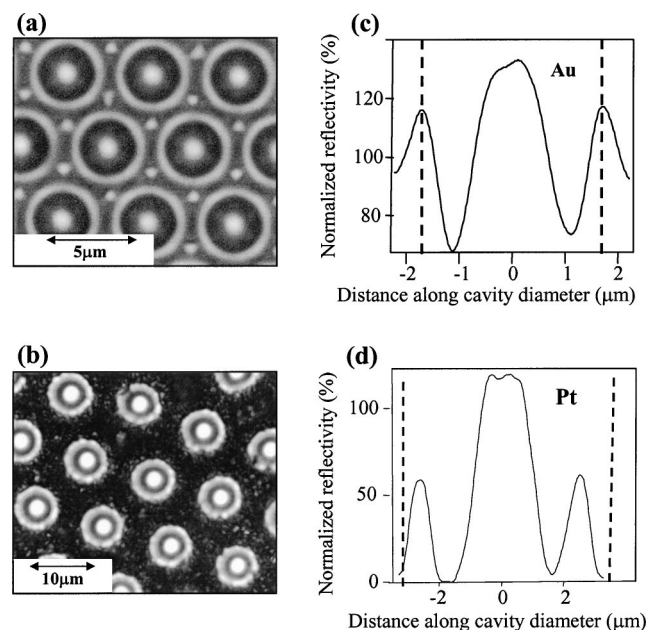 (a)
5μm
(b)
10μm
(c)
Normalized reflectivity (%)
120
100
80
Au
-2 -1 0 1 2
Distance along cavity diameter (μm)
(d)
Normalized reflectivity (%)
100
50
0
Pt
-2 0 2
Distance along cavity diameter (μm)